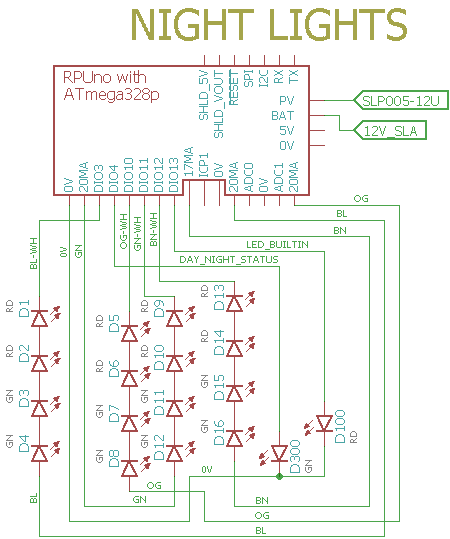 NIGHT LIGHTS
RPUno with
ATmega328p
SHLD_5V
SHLD_VOUT
RESET
SPI
I2C
RX
TX
PV
BAT
5V
0V
SLP005-12U
12V_SLA
0V
20MA
DIO3
DIO4
DIO10
DIO11
DIO12
DIO13
17MA
ICP1
0V
20MA
ADC0
0V
ADC1
20MA
OG
BL
BN
LED_BUILTIN
DAY_NIGHT_STATUS
BL-WH
0V
GN
OG-WH
GN-WH
BN-WH
RD D1
RD D2
GN D3
GN D4
RD D5
RD D6
GN D7
GN D8
RD D9
RD D10
GN D11
GN D12
RD D13
RD D14
GN D15
GN D16
D100 RD
D300 GN
BL
OG
GN
0V
BN
OG
BL